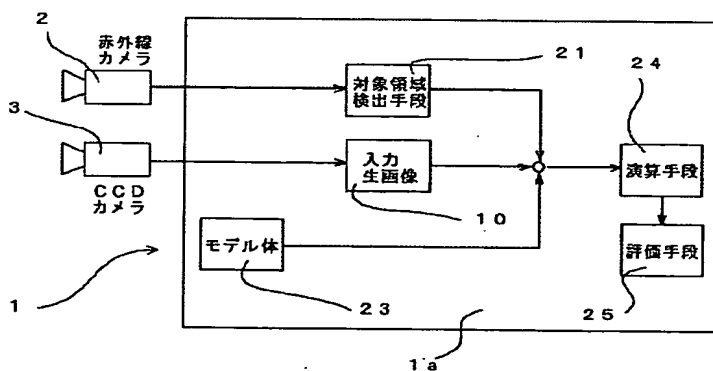 2
赤外線
カメラ
3
CCD
カメラ
対象領域
検出手段
21
入力
生画像
10
モデル体
23
24
演算手段
評価手段
25
1
1a